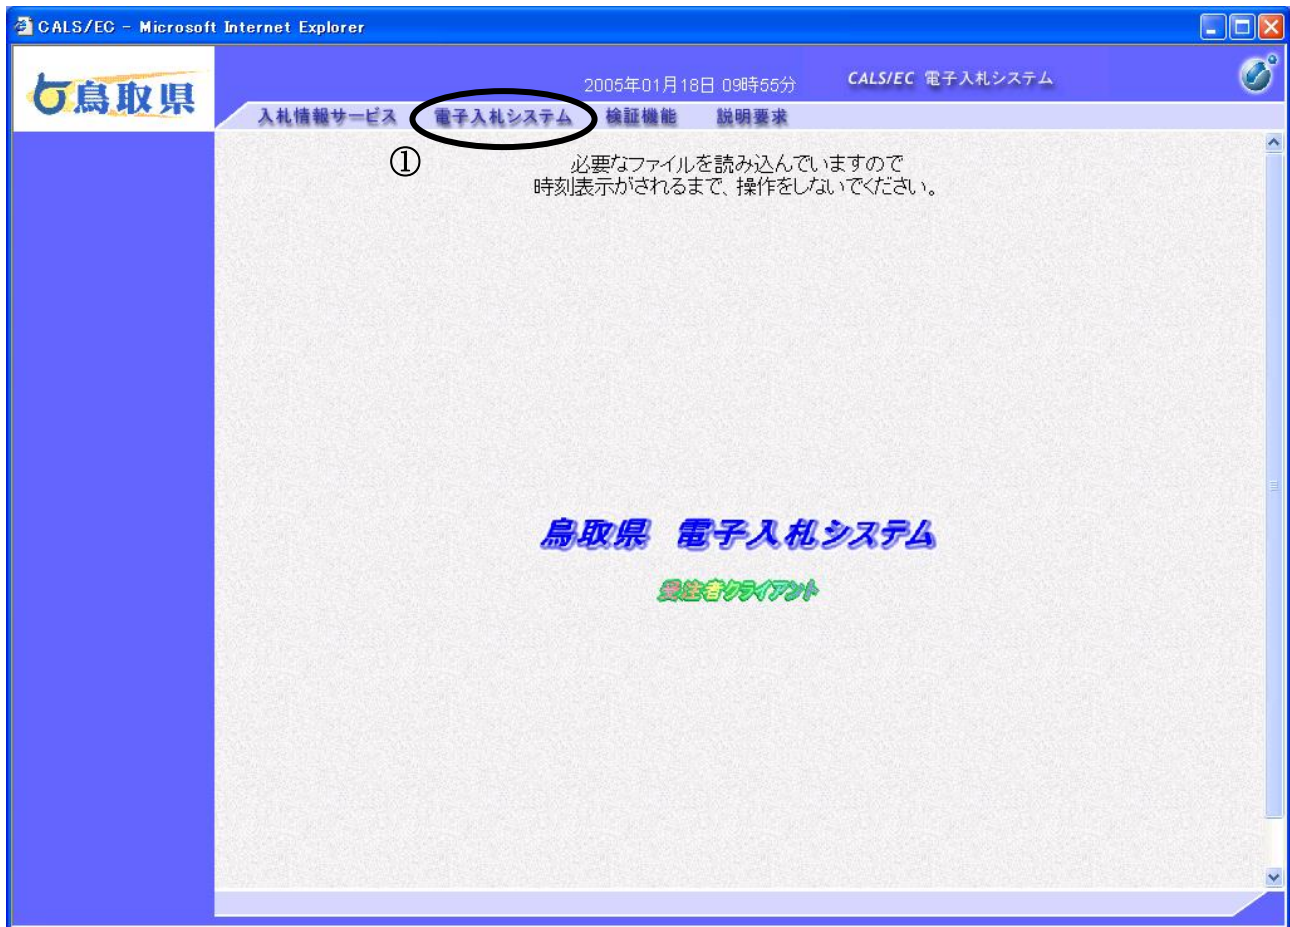 CALS/EC - Microsoft Internet Explorer
鳥取県
2005年01月18日 09時55分
CALS/EC 電子入札システム
入札情報サービス 電子入札システム 検証機能 説明要求
①
必要なファイルを読み込んでいますので
時刻表示がされるまで、操作をしないでください。
鳥取県 電子入札システム
受注者クライアント